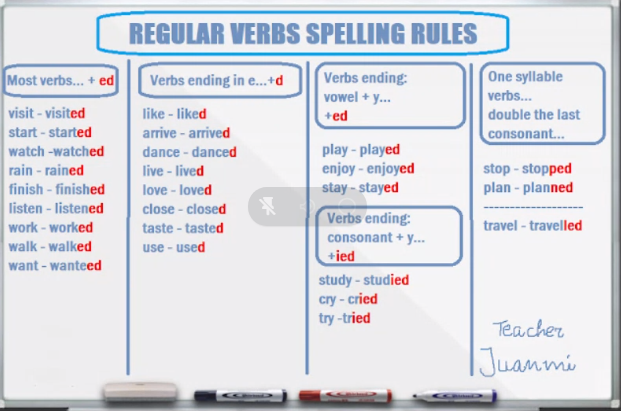 REGULAR VERBS SPELLING RULES
Most verbs... + ed
visit - visited
start - started
watch -watched
rain - rained
finish - finished
listen - listened
work - worked
walk - walked
want - wanteed
Verbs ending in e...+d
like - liked
arrive - arrived
dance - danced
live - lived
love - loved
close - closed
taste - tasted
use - used
Verbs ending:
vowel + y...
+ed
play - played
enjoy - enjoyed
stay - stayed
Verbs ending:
consonant + y...
+ied
study - studied
cry - cried
try -tried
One syllable
verbs...
double the last
consonant...
stop - stopped
plan - planned
travel - travelled
Teacher
Juanmi